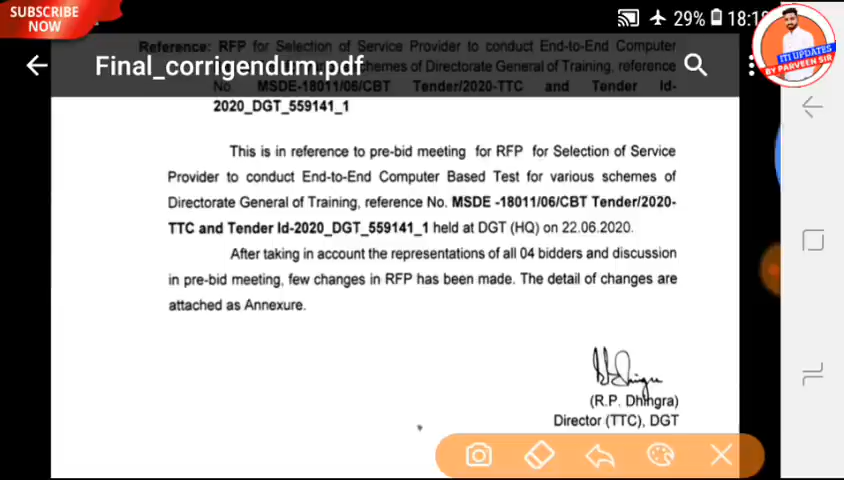 SUBSCRIBE
NOW
29% 18:1
Final_corrigendum.pdf
Reference: RFP for Selection of Service Provider to conduct End-to-End Computer
schemes of Directorate General of Training, reference
No. MSDE-18011/06/CBT Tender/2020-TTC and Tender Id-
2020_DGT_559141_1
This is in reference to pre-bid meeting for RFP for Selection of Service
Provider to conduct End-to-End Computer Based Test for various schemes of
Directorate General of Training, reference No. MSDE -18011/06/CBT Tender/2020-
TTC and Tender Id-2020_DGT_559141_1 held at DGT (HQ) on 22.06.2020.
After taking in account the representations of all 04 bidders and discussion
in pre-bid meeting, few changes in RFP has been made. The detail of changes are
attached as Annexure.
(R.P. Dhingra)
Director (TTC), DGT
ITI UPDATES
BY PARVEEN SIR